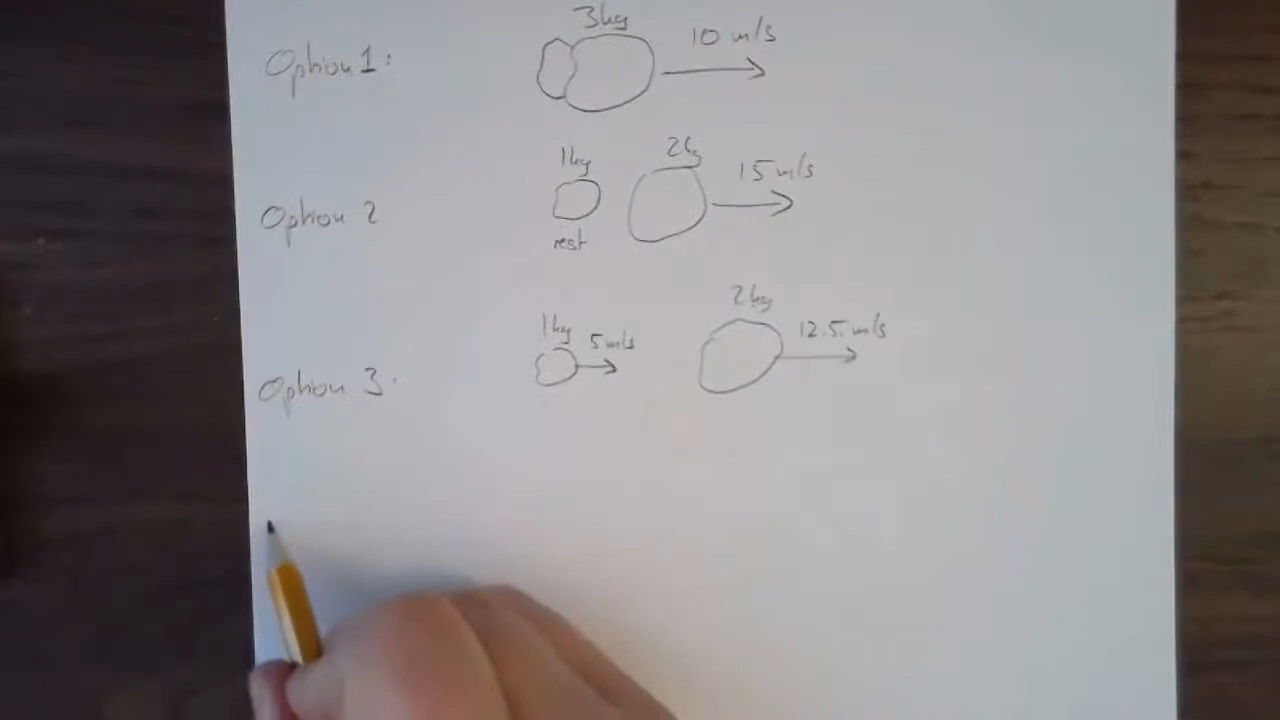 3kg
Option 1:
10 m/s
1kg
2kg
15 m/s
Option 2
rest
2kg
1kg
5 m/s
12.5 m/s
Option 3.